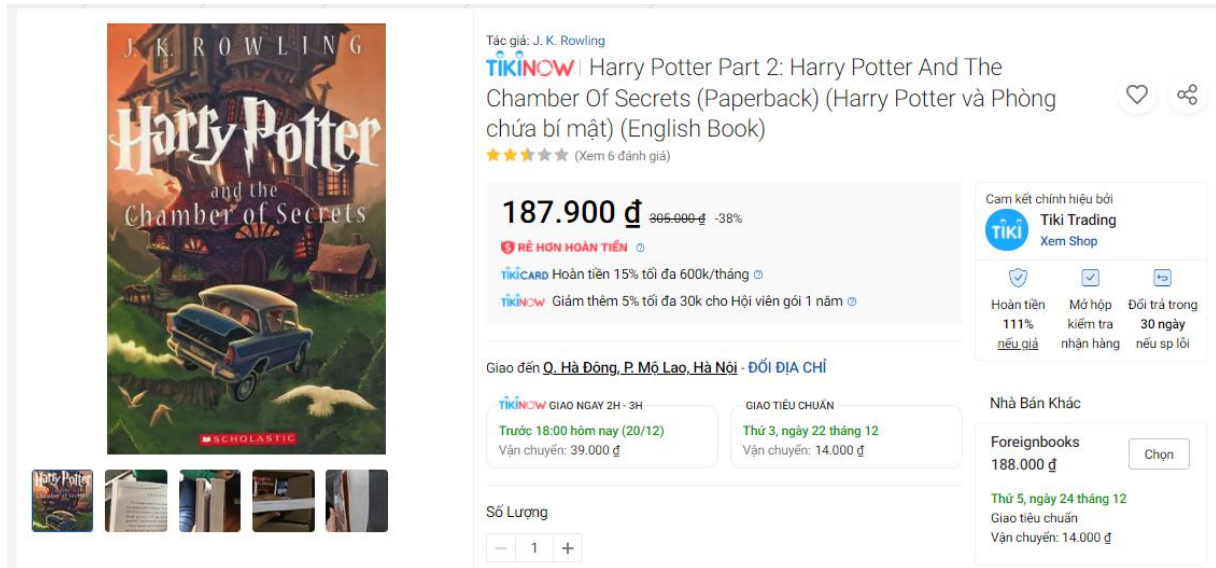 J. K. ROWLING
Harry Potter
and the
Chamber of Secrets
SCHOLASTIC
Harry Potter
Tác giả: J. K. Rowling
TIKINOW | Harry Potter Part 2: Harry Potter And The
Chamber Of Secrets (Paperback) (Harry Potter và Phòng
chứa bí mật) (English Book)
(Xem 6 đánh giá)
187.900 ₫ 305.000 ₫ -38%
RẺ HƠN HOÀN TIỀN ?
TIKICARD Hoàn tiền 15% tối đa 600k/tháng ?
TIKINOW Giảm thêm 5% tối đa 30k cho Hội viên gói 1 năm ?
Giao đến Q. Hà Đông, P. Mộ Lao, Hà Nội - ĐỔI ĐỊA CHỈ
TIKINOW GIAO NGAY 2H - 3H
Trước 18:00 hôm nay (20/12)
Vận chuyển: 39.000 ₫
GIAO TIÊU CHUẨN
Thứ 3, ngày 22 tháng 12
Vận chuyển: 14.000 ₫
Số Lượng
− 1 +
Cam kết chính hiệu bởi
TIKI
Tiki Trading
Xem Shop
Hoàn tiền
111%
nếu giả
Mở hộp
kiểm tra
nhận hàng
Đổi trả trong
30 ngày
nếu sp lỗi
Nhà Bán Khác
Foreignbooks
188.000 ₫
Chọn
Thứ 5, ngày 24 tháng 12
Giao tiêu chuẩn
Vận chuyển: 14.000 ₫